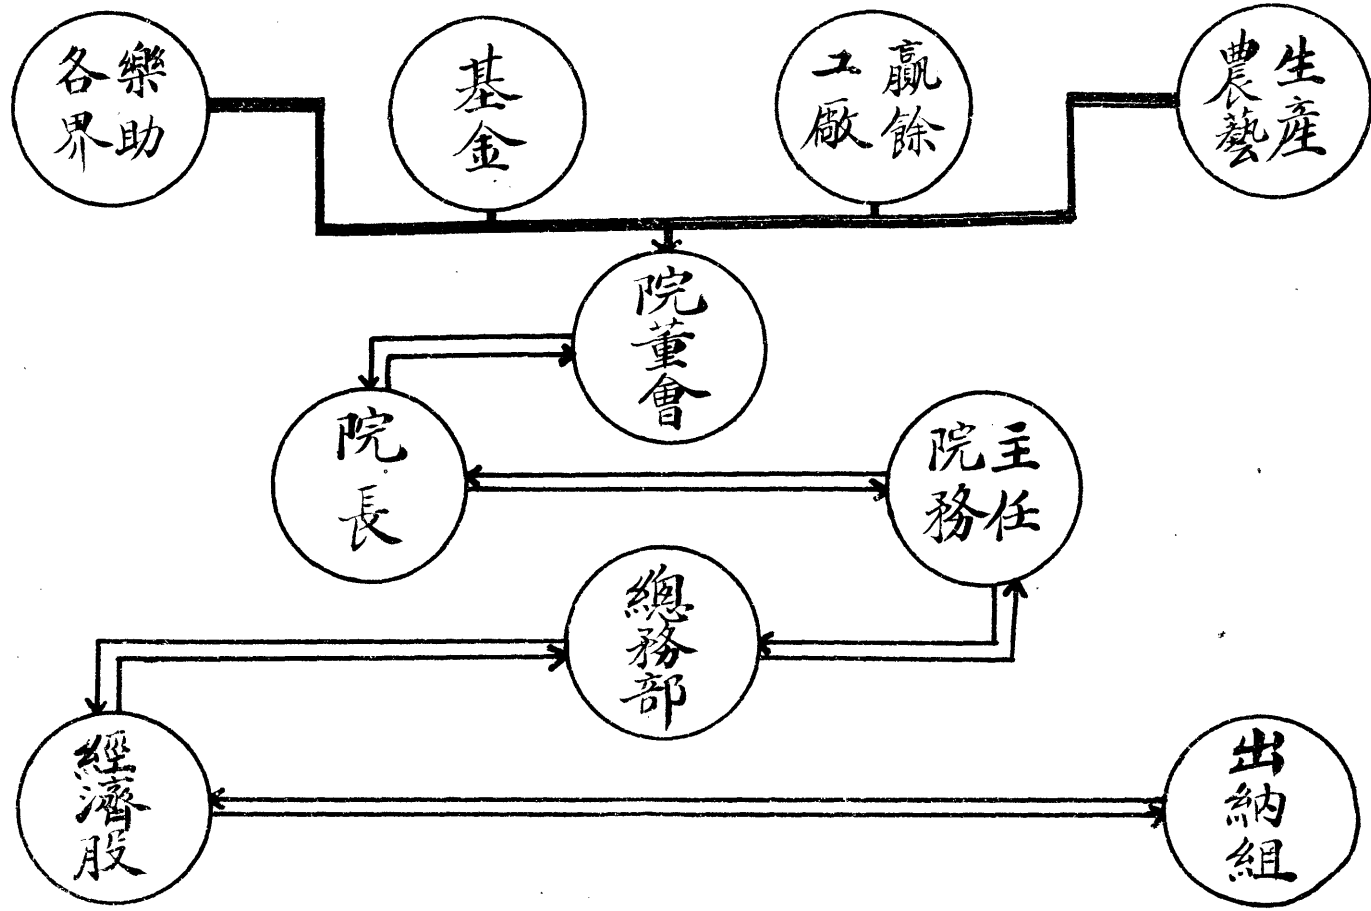 各界
樂助
基金
工廠
贏餘
農藝
生產
院董會
院長
院務
主任
總務部
經濟股
出納組